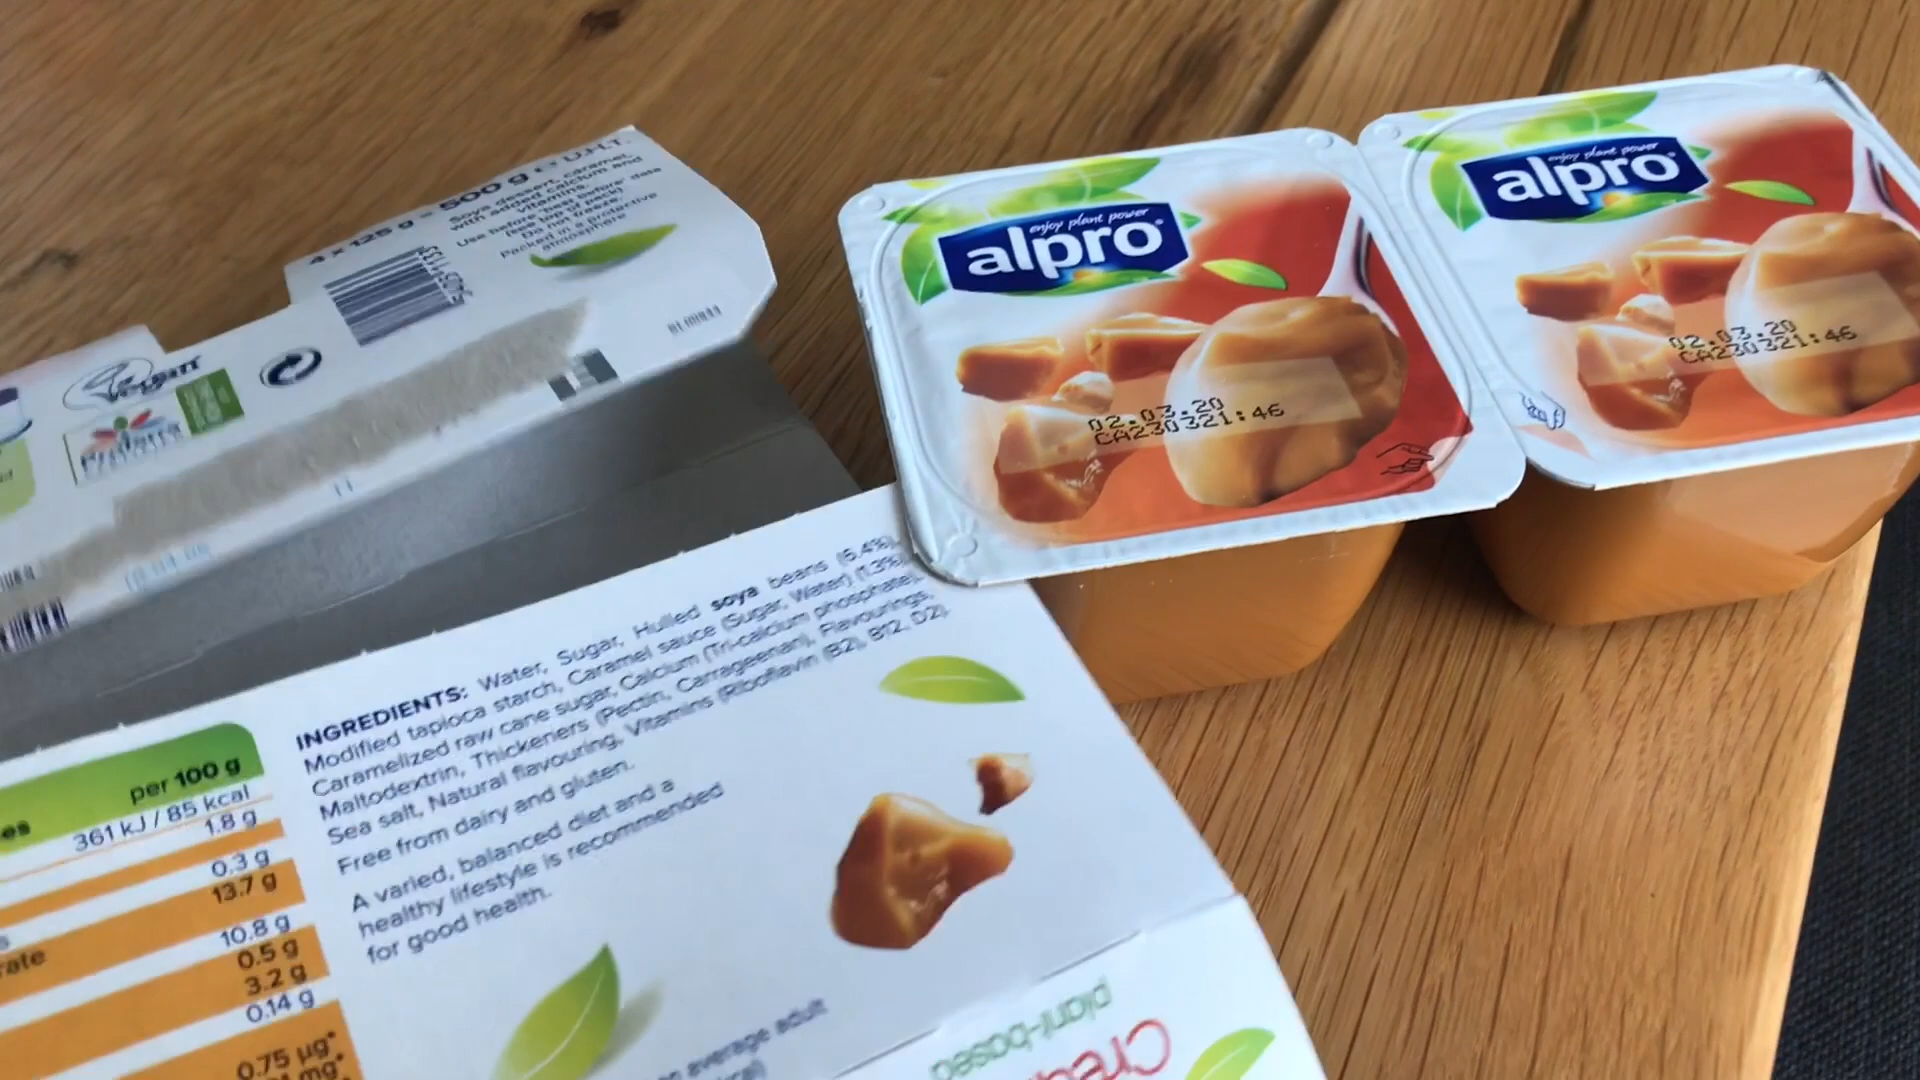 4 x 125 g = 500 g U.H.T.
Soya dessert, caramel,
with added calcium and
vitamins.
Use before 'best before' date
(see top of pack)
Do not freeze.
Packed in a protective
atmosphere
enjoy plant power
alpro
02.03.20
CA230321:46
enjoy plant power
alpro
02.03.20
CA230321:46
INGREDIENTS: Water, Sugar, Hulled soya beans (6.4%),
Modified tapioca starch, Caramel sauce (Sugar, Water) (1.3%),
Caramelized raw cane sugar, Calcium (Tri-calcium phosphate),
Maltodextrin, Thickeners (Pectin, Carrageenan), Flavourings,
Sea salt, Natural flavouring, Vitamins (Riboflavin (B2), B12, D2).
Free from dairy and gluten.
A varied, balanced diet and a
healthy lifestyle is recommended
for good health.
per 100 g
361 kJ / 85 kcal
1.8 g
0.3 g
13.7 g
10.8 g
0.5 g
3.2 g
0.14 g
0.75 µg*
mg*
average adult
plant-based